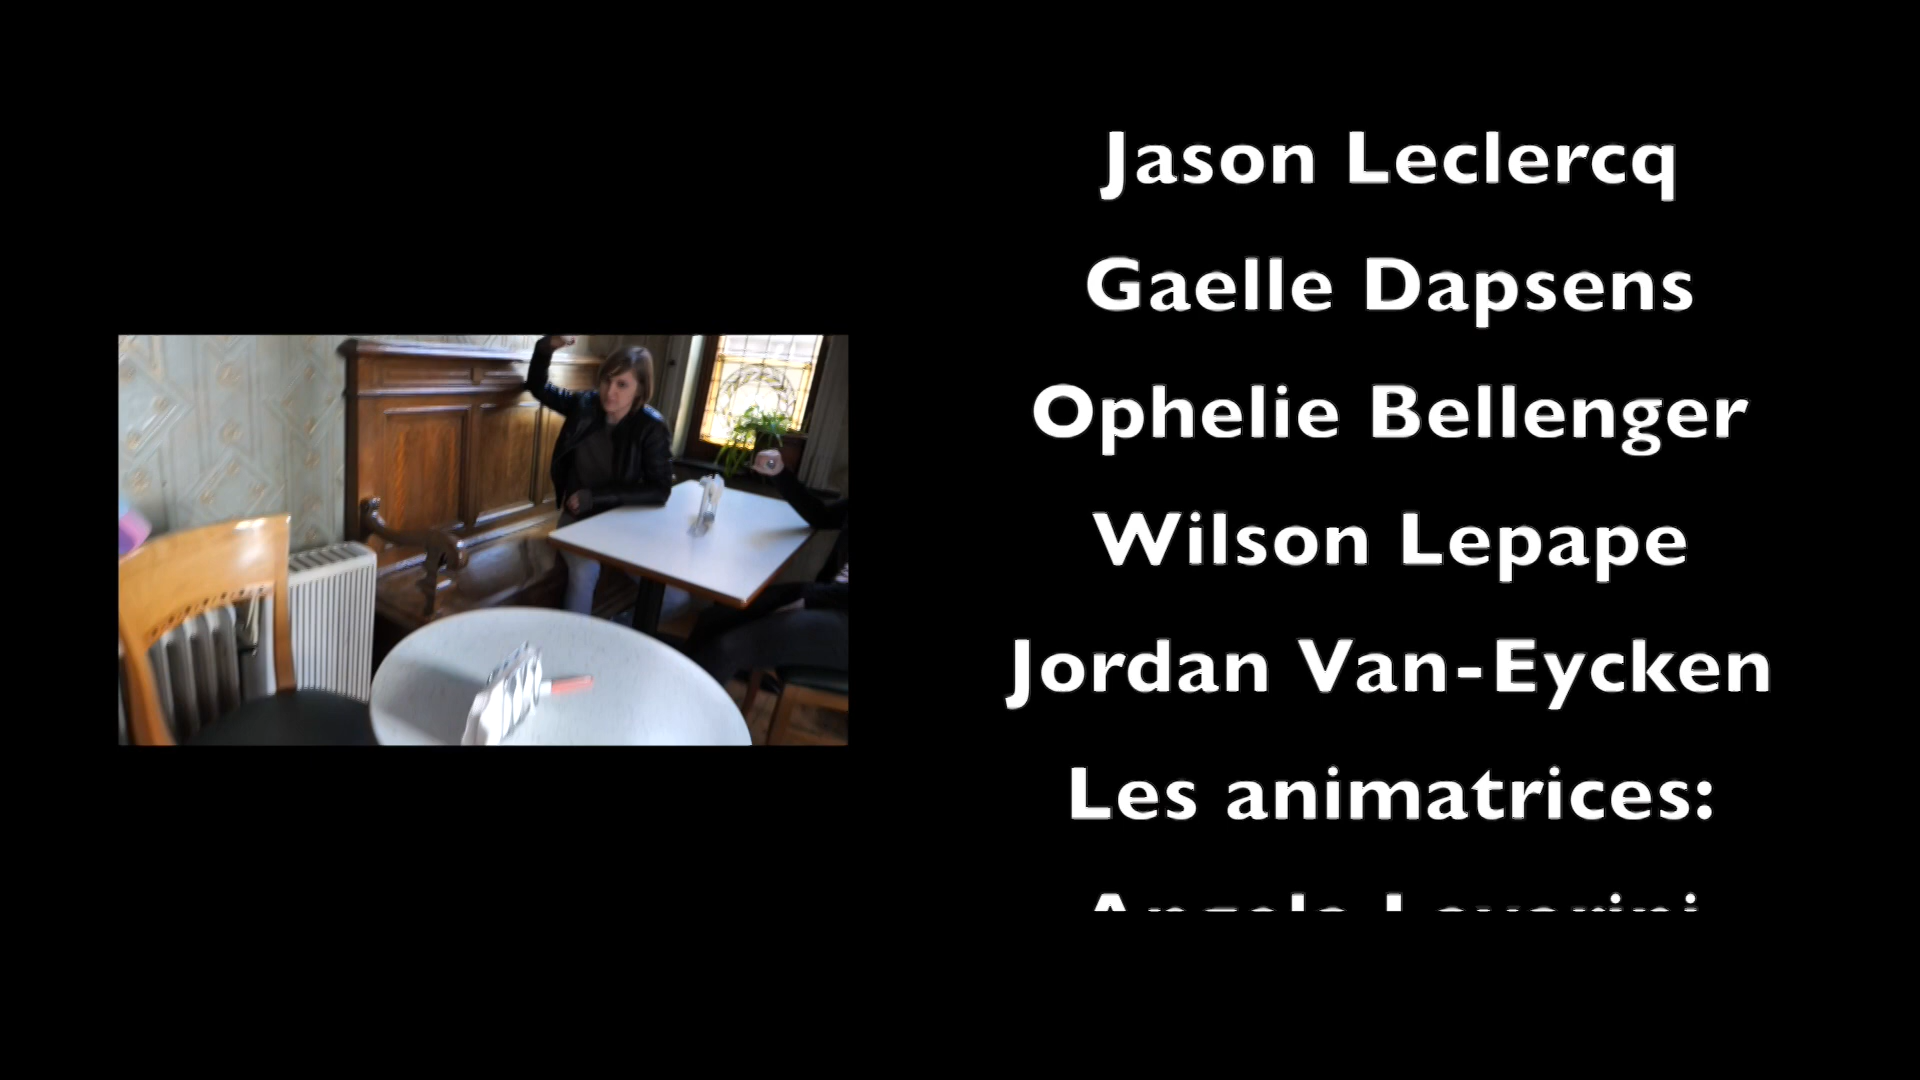 Jason Leclercq
Gaelle Dapsens
Ophelie Bellenger
Wilson Lepape
Jordan Van-Eycken
Les animatrices: